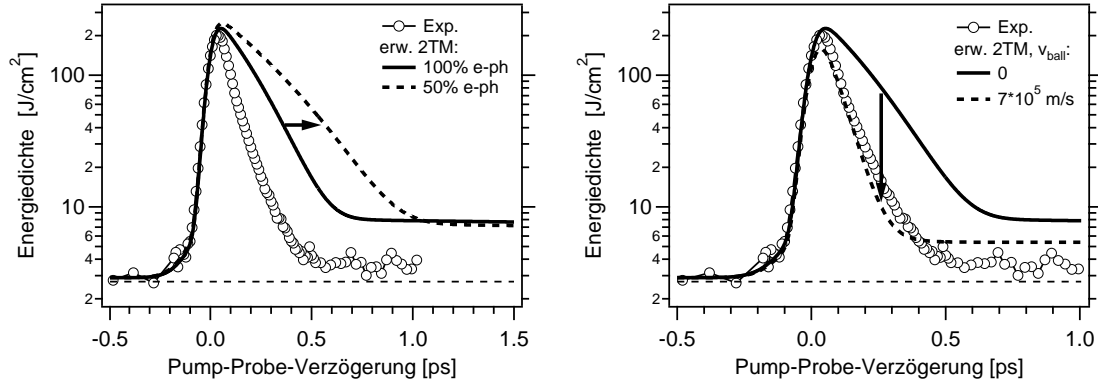 Exp.
erw. 2TM:
100% e-ph
50% e-ph
Energiedichte [J/cm²]
2
100
6
4
2
10
6
4
2
-0.5
0.0
0.5
1.0
1.5
Pump-Probe-Verzögerung [ps]
Exp.
erw. 2TM, v_ball:
0
7*10⁵ m/s
Energiedichte [J/cm²]
2
100
6
4
2
10
6
4
2
-0.5
0.0
0.5
1.0
Pump-Probe-Verzögerung [ps]